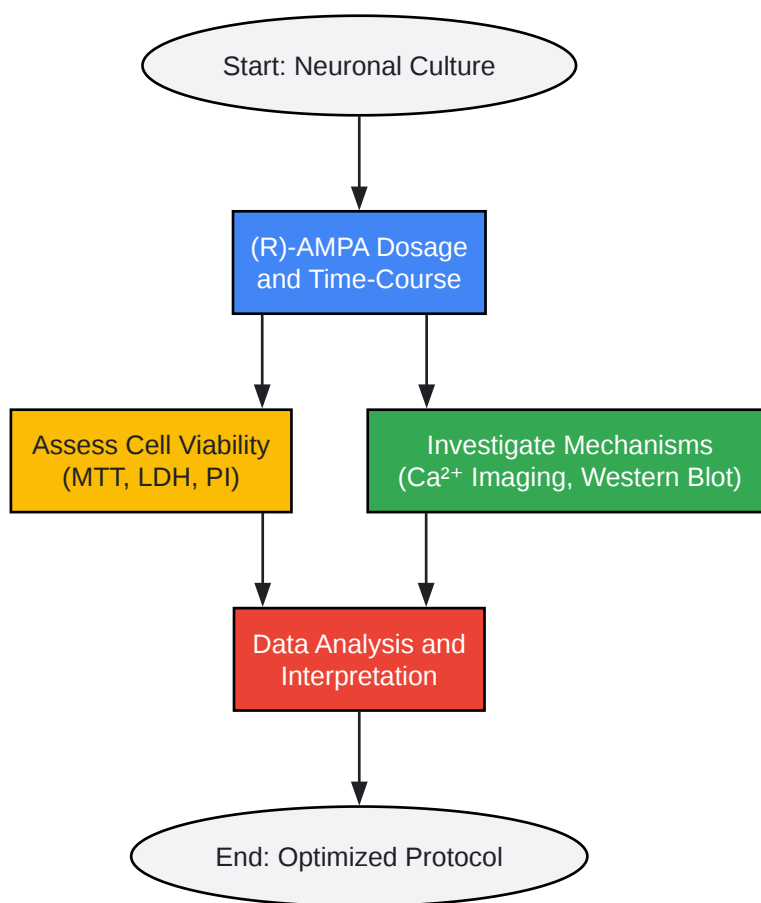 Start: Neuronal Culture
(R)-AMPA Dosage
and Time-Course
Assess Cell Viability
(MTT, LDH, PI)
Investigate Mechanisms
(Ca²⁺ Imaging, Western Blot)
Data Analysis and
Interpretation
End: Optimized Protocol